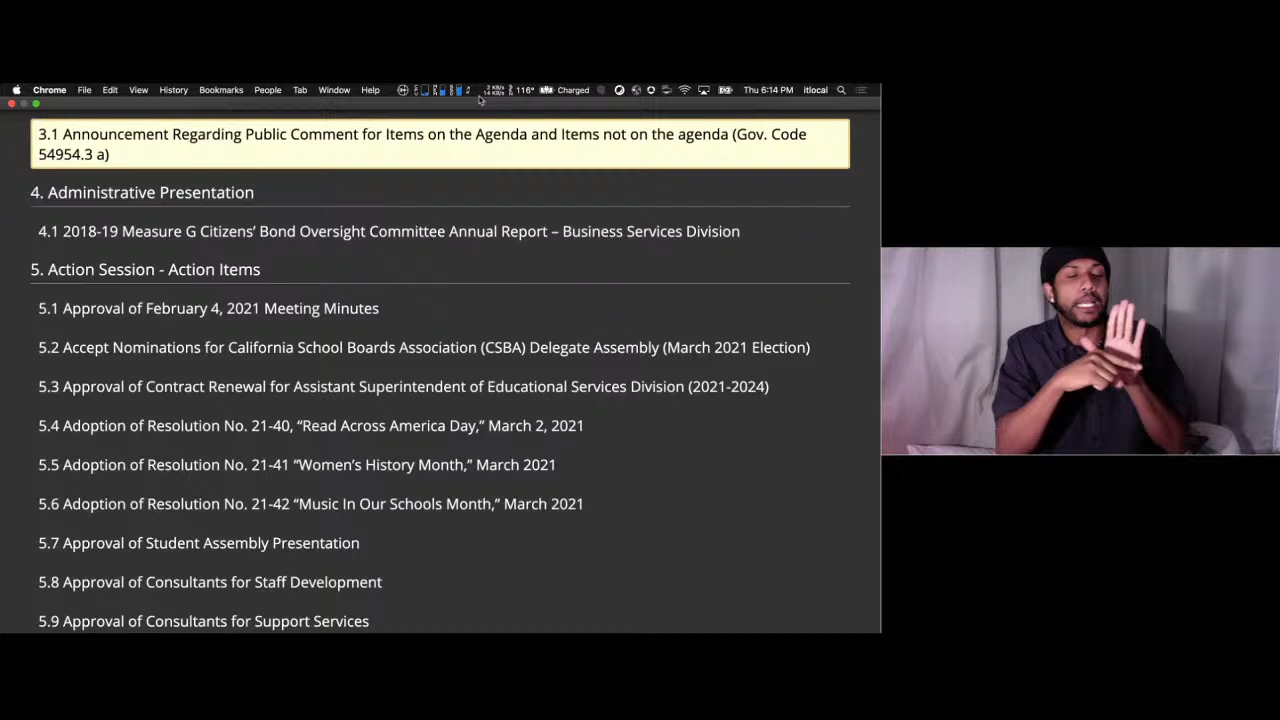 Chrome File Edit View History Bookmarks People Tab Window Help 116° Charged Thu 6:14 PM itlocal
3.1 Announcement Regarding Public Comment for Items on the Agenda and Items not on the agenda (Gov. Code
54954.3 a)
4. Administrative Presentation
4.1 2018-19 Measure G Citizens’ Bond Oversight Committee Annual Report – Business Services Division
5. Action Session - Action Items
5.1 Approval of February 4, 2021 Meeting Minutes
5.2 Accept Nominations for California School Boards Association (CSBA) Delegate Assembly (March 2021 Election)
5.3 Approval of Contract Renewal for Assistant Superintendent of Educational Services Division (2021-2024)
5.4 Adoption of Resolution No. 21-40, “Read Across America Day,” March 2, 2021
5.5 Adoption of Resolution No. 21-41 “Women’s History Month,” March 2021
5.6 Adoption of Resolution No. 21-42 “Music In Our Schools Month,” March 2021
5.7 Approval of Student Assembly Presentation
5.8 Approval of Consultants for Staff Development
5.9 Approval of Consultants for Support Services